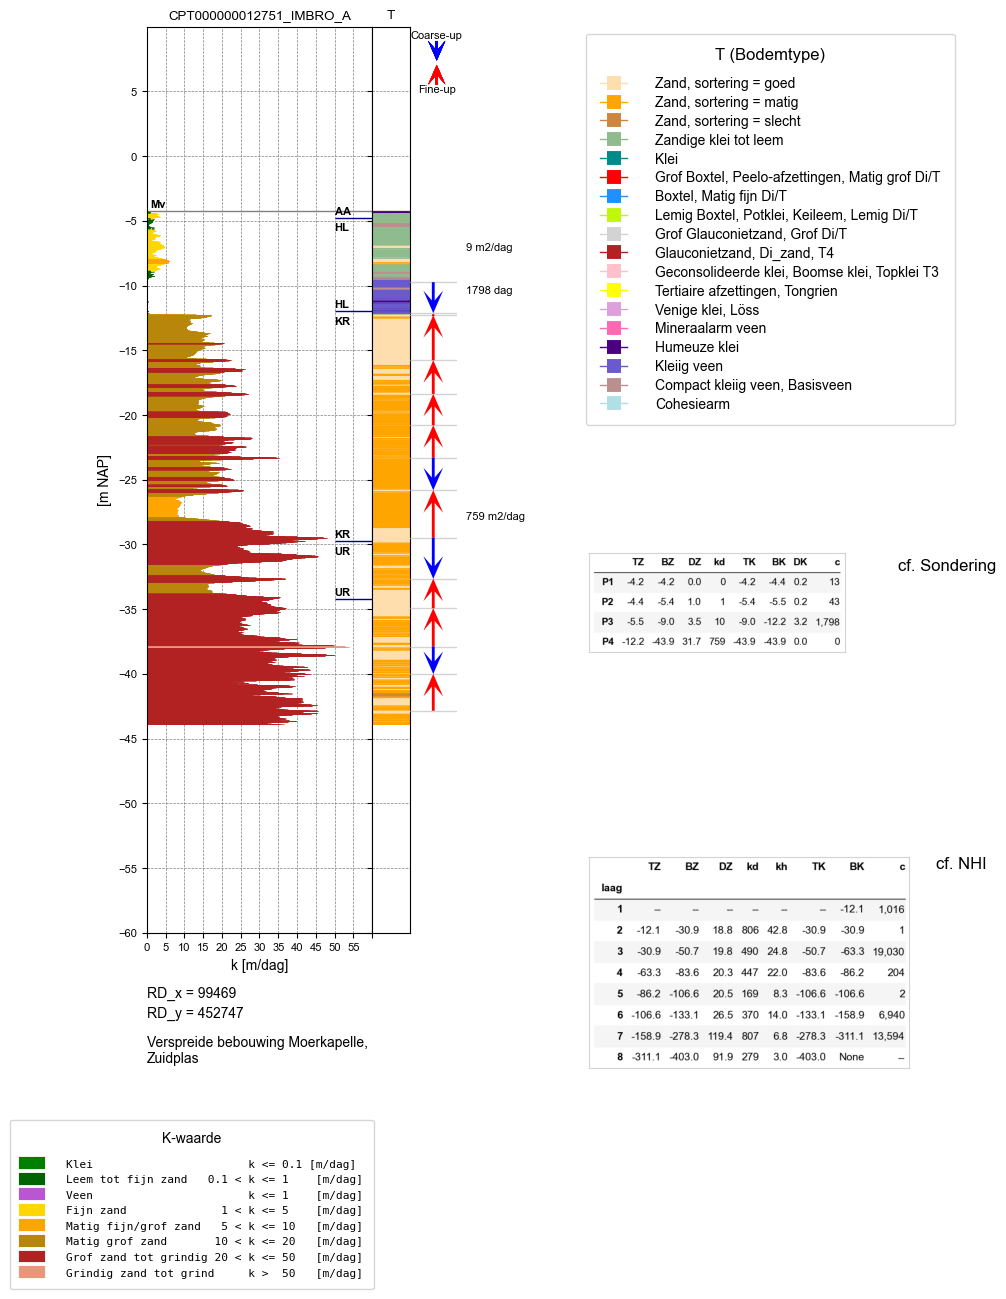 CPT000000012751_IMBRO_A
T
Coarse-up
Fine-up
Mv
AA
HL
HL
KR
KR
UR
UR
9 m2/dag
1798 dag
759 m2/dag
5
0
−5
−10
−15
−20
−25
−30
−35
−40
−45
−50
−55
−60
[m NAP]
0 5 10 15 20 25 30 35 40 45 50 55
k [m/dag]
RD_x = 99469
RD_y = 452747
Verspreide bebouwing Moerkapelle,
Zuidplas
T (Bodemtype)
Zand, sortering = goed
Zand, sortering = matig
Zand, sortering = slecht
Zandige klei tot leem
Klei
Grof Boxtel, Peelo-afzettingen, Matig grof Di/T
Boxtel, Matig fijn Di/T
Lemig Boxtel, Potklei, Keileem, Lemig Di/T
Grof Glauconietzand, Grof Di/T
Glauconietzand, Di_zand, T4
Geconsolideerde klei, Boomse klei, Topklei T3
Tertiaire afzettingen, Tongrien
Venige klei, Löss
Mineraalarm veen
Humeuze klei
Kleiig veen
Compact kleiig veen, Basisveen
Cohesiearm
cf. Sondering
TZ BZ DZ kd TK BK DK c
P1 -4.2 -4.2 0.0 0 -4.2 -4.4 0.2 13
P2 -4.4 -5.4 1.0 1 -5.4 -5.5 0.2 43
P3 -5.5 -9.0 3.5 10 -9.0 -12.2 3.2 1,798
P4 -12.2 -43.9 31.7 759 -43.9 -43.9 0.0 0
cf. NHI
TZ BZ DZ kd kh TK BK c
laag
1 -- -- -- -- -- -- -12.1 1,016
2 -12.1 -30.9 18.8 806 42.8 -30.9 -30.9 1
3 -30.9 -50.7 19.8 490 24.8 -50.7 -63.3 19,030
4 -63.3 -83.6 20.3 447 22.0 -83.6 -86.2 204
5 -86.2 -106.6 20.5 169 8.3 -106.6 -106.6 2
6 -106.6 -133.1 26.5 370 14.0 -133.1 -158.9 6,940
7 -158.9 -278.3 119.4 807 6.8 -278.3 -311.1 13,594
8 -311.1 -403.0 91.9 279 3.0 -403.0 None --
K-waarde
Klei k <= 0.1 [m/dag]
Leem tot fijn zand 0.1 < k <= 1 [m/dag]
Veen k <= 1 [m/dag]
Fijn zand 1 < k <= 5 [m/dag]
Matig fijn/grof zand 5 < k <= 10 [m/dag]
Matig grof zand 10 < k <= 20 [m/dag]
Grof zand tot grindig 20 < k <= 50 [m/dag]
Grindig zand tot grind k > 50 [m/dag]